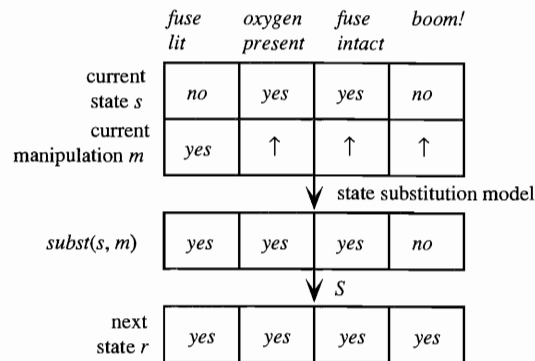 fuse lit oxygen present fuse intact boom!
current state s no yes yes no
current manipulation m yes ↑ ↑ ↑
state substitution model
subst(s, m) yes yes yes no
S
next state r yes yes yes yes